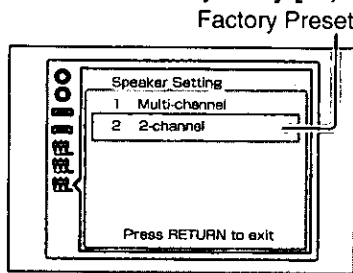 Factory Preset
Speaker Setting
1 Multi-channel
2 2-channel
Press RETURN to exit